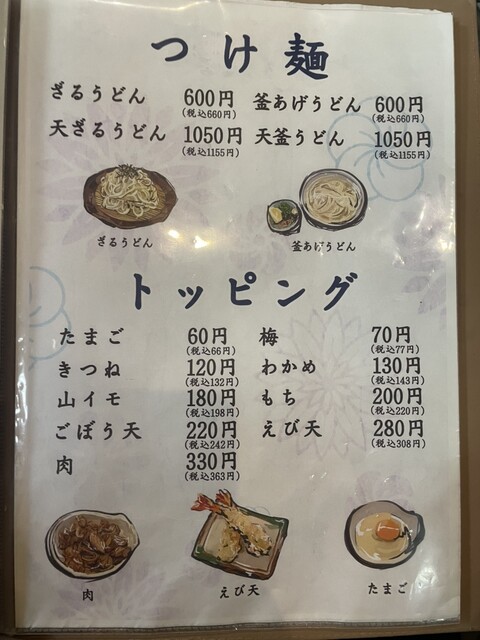 つけ麺
ざるうどん 600円 (税込660円) 釜あげうどん 600円 (税込660円)
天ざるうどん 1050円 (税込1155円) 天釜うどん 1050円 (税込1155円)
ざるうどん 釜あげうどん
トッピング
たまご 60円 (税込66円) 梅 70円 (税込77円)
きつね 120円 (税込132円) わかめ 130円 (税込143円)
山イモ 180円 (税込198円) もち 200円 (税込220円)
ごぼう天 220円 (税込242円) えび天 280円 (税込308円)
肉 330円 (税込363円)
肉 えび天 たまご